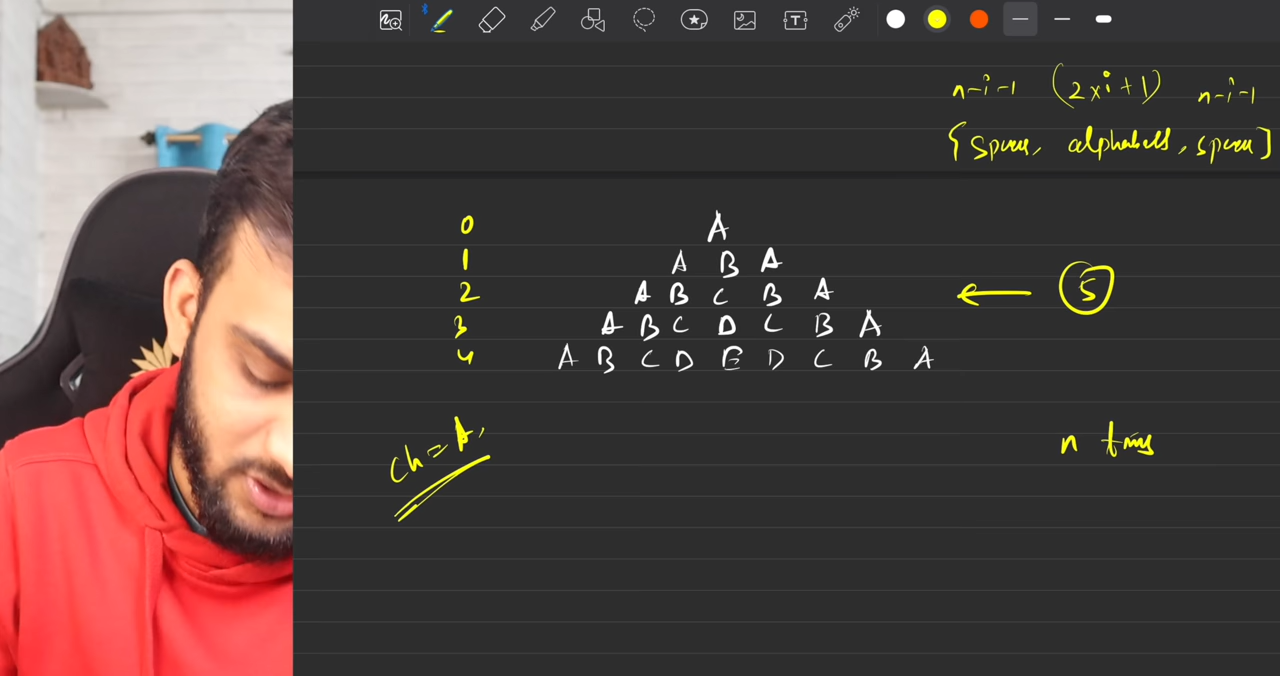 n-i-1 (2xi+1) n-i-1
{space, alphabets, space]
0 A
1 A B A
2 A B C B A ← 5
3 A B C D C B A
4 A B C D E D C B A
ch = A,
n times